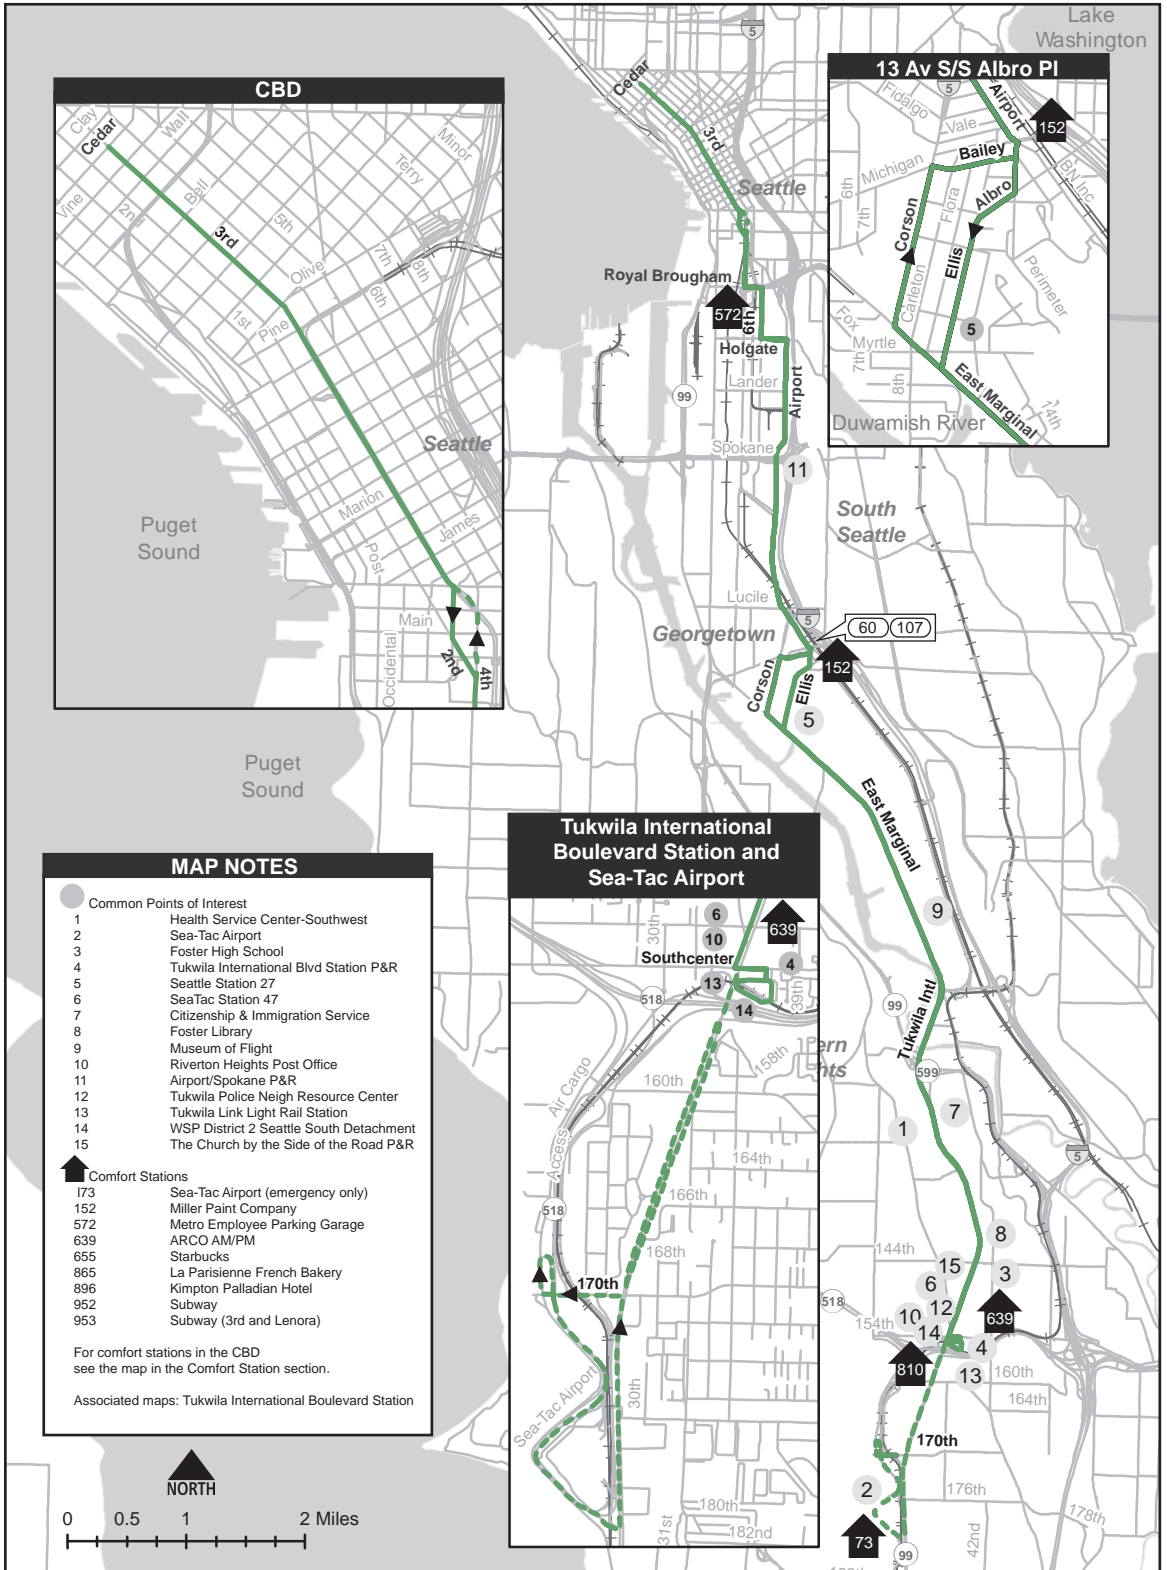 Lake
Washington
5
Cedar
3rd
Seattle
Royal Brougham
572
6th
Holgate
Lander
99
Airport
Spokane
11
South
Seattle
Lucile
5
60 107
Georgetown
152
Corson
Ellis
5
East Marginal
9
99
Tukwila Intl
599
7
1
5
8
144th
15
3
6
12
10
639
518
154th
14
4
810
13
160th
164th
170th
2
176th
178th
73
42nd
99
ern
hts
CBD
Clay
Cedar
Wall
Minor
Vine
2nd
Bell
Terry
5th
3rd
7th
8th
Olive
6th
1st
Pine
Seattle
Marion
James
Post
Main
Occidental
2nd
4th
Puget
Sound
Puget
Sound
13 Av S/S Albro Pl
5
Fidalgo
Airport
Vale
152
Bailey
Michigan
BN Inc
6th
7th
Flora
Albro
Corson
Ellis
Carleton
Perimeter
Fox
5
Myrtle
7th
8th
East Marginal
14th
Duwamish River
Tukwila International
Boulevard Station and
Sea-Tac Airport
6
639
30th
10
Southcenter
4
13
39th
518
14
158th
Air Cargo
160th
Access
164th
166th
518
168th
170th
Sea-Tac Airport
30th
180th
31st
182nd
MAP NOTES
Common Points of Interest
1 Health Service Center-Southwest
2 Sea-Tac Airport
3 Foster High School
4 Tukwila International Blvd Station P&R
5 Seattle Station 27
6 SeaTac Station 47
7 Citizenship & Immigration Service
8 Foster Library
9 Museum of Flight
10 Riverton Heights Post Office
11 Airport/Spokane P&R
12 Tukwila Police Neigh Resource Center
13 Tukwila Link Light Rail Station
14 WSP District 2 Seattle South Detachment
15 The Church by the Side of the Road P&R
Comfort Stations
I73 Sea-Tac Airport (emergency only)
152 Miller Paint Company
572 Metro Employee Parking Garage
639 ARCO AM/PM
655 Starbucks
865 La Parisienne French Bakery
896 Kimpton Palladian Hotel
952 Subway
953 Subway (3rd and Lenora)
For comfort stations in the CBD
see the map in the Comfort Station section.
Associated maps: Tukwila International Boulevard Station
NORTH
0 0.5 1 2 Miles